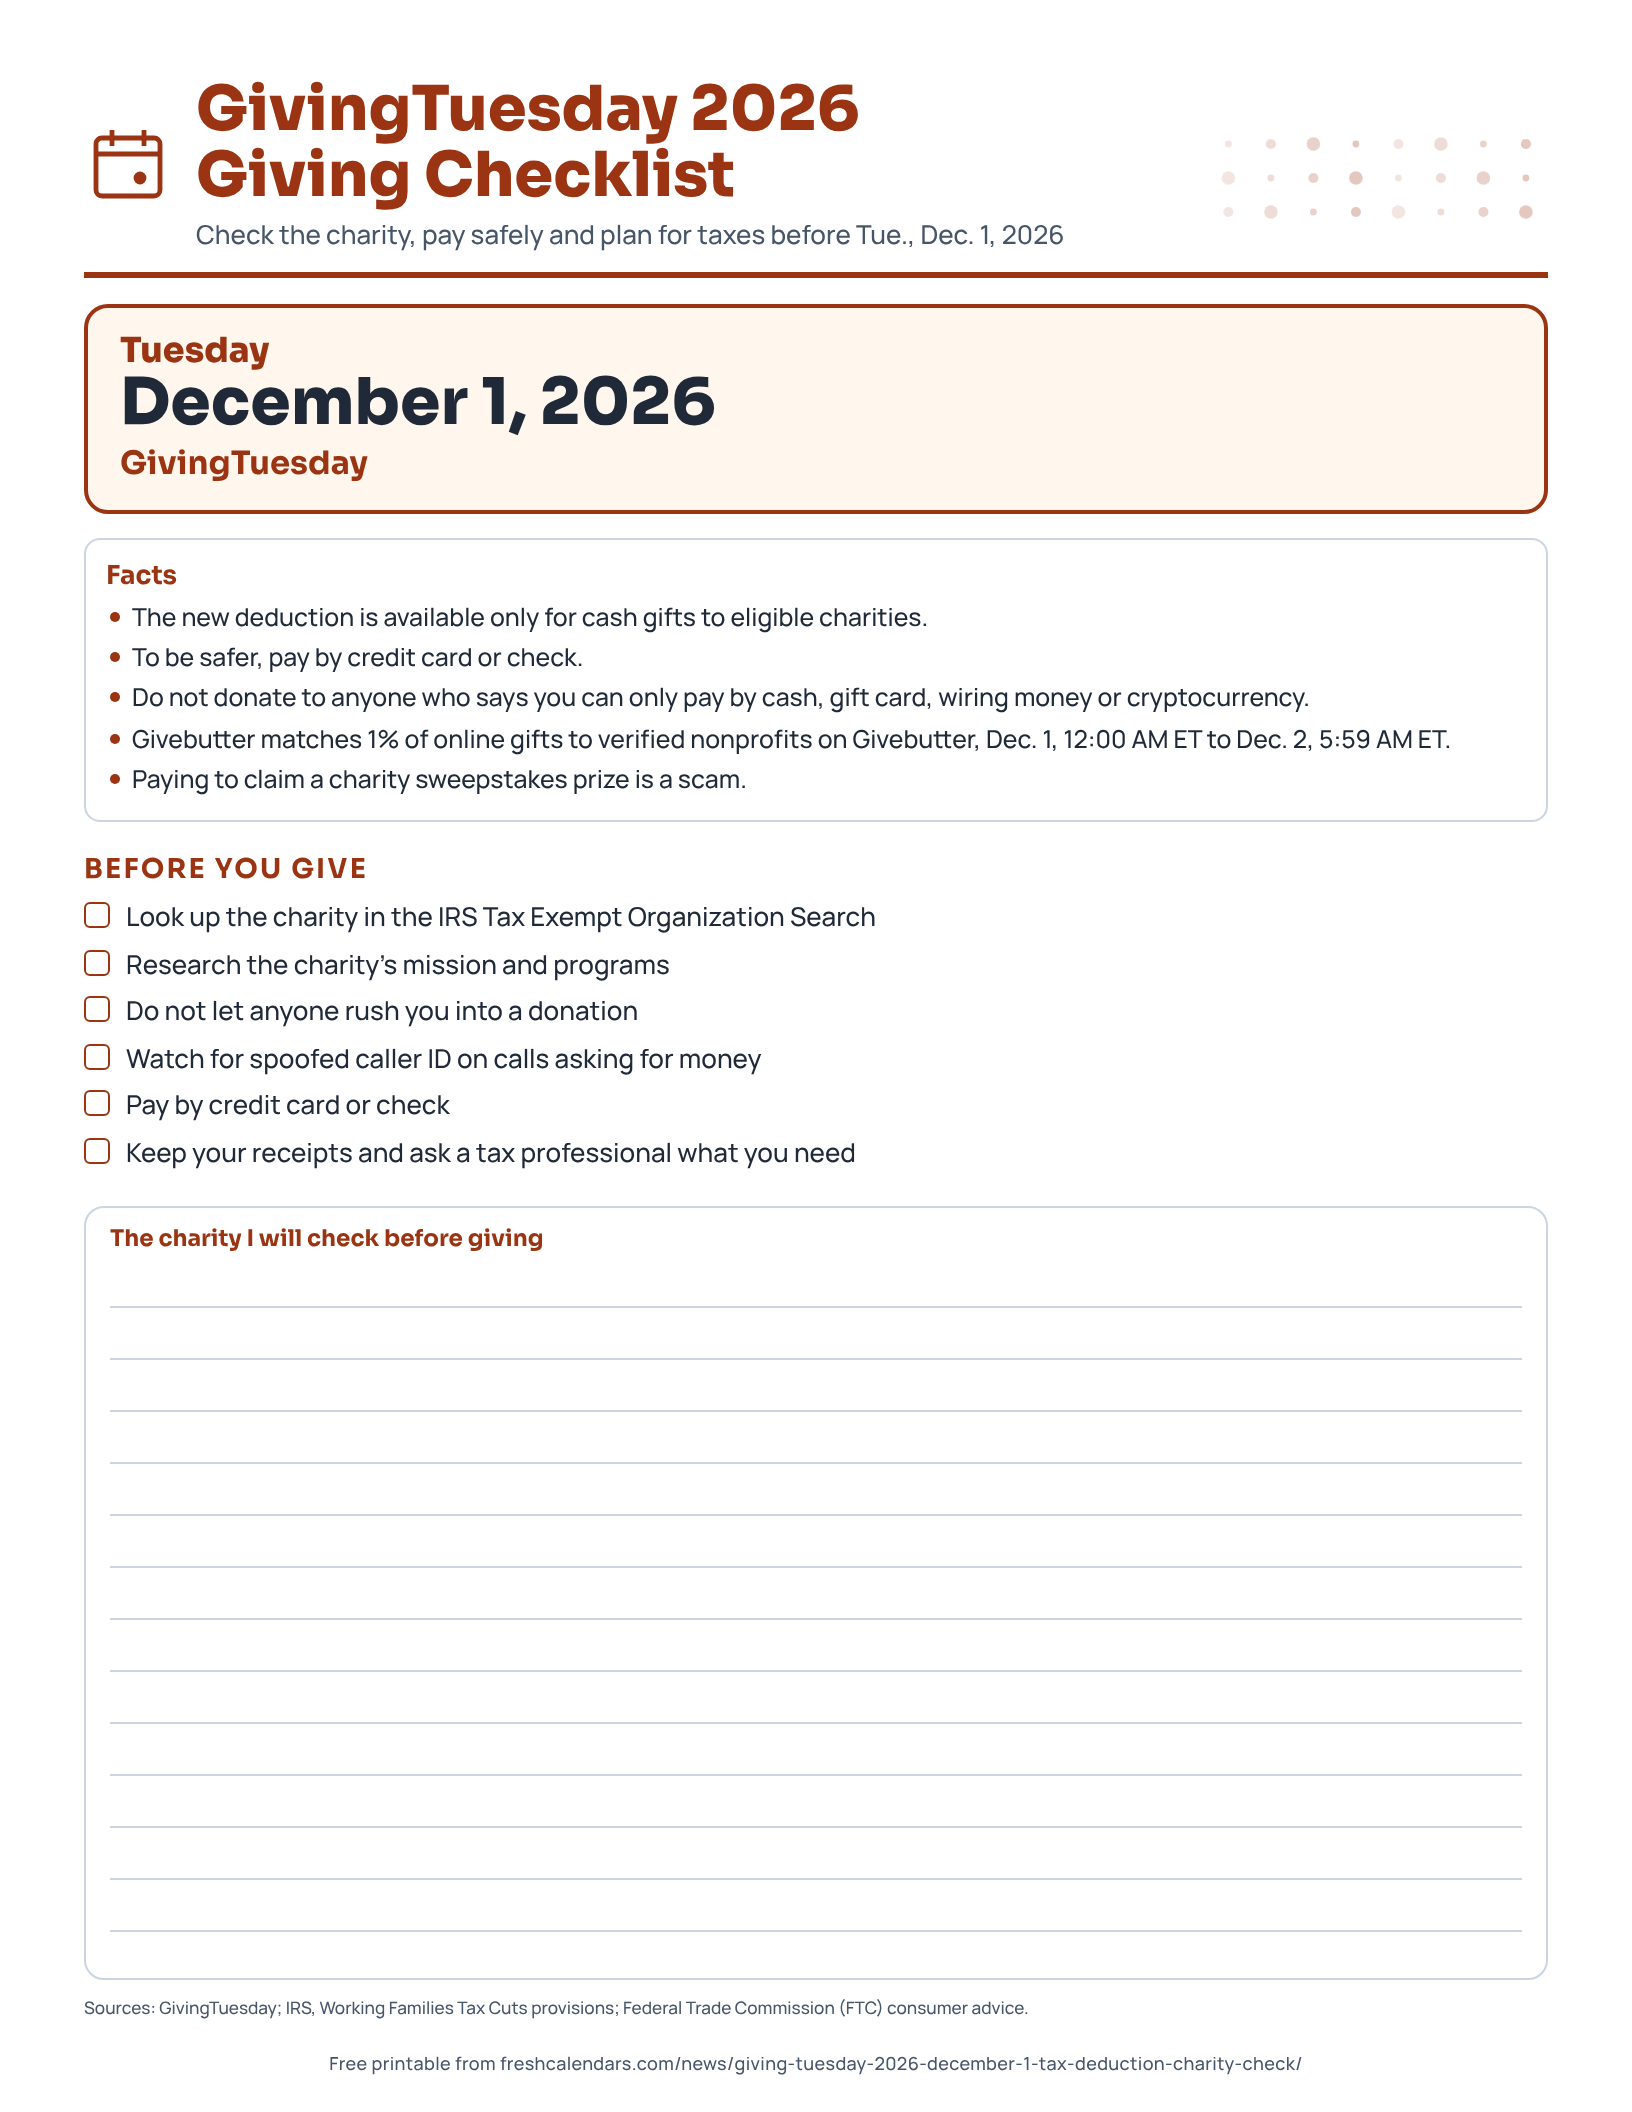 GivingTuesday 2026
Giving Checklist
Check the charity, pay safely and plan for taxes before Tue., Dec. 1, 2026
Tuesday
December 1, 2026
GivingTuesday
Facts
The new deduction is available only for cash gifts to eligible charities.
To be safer, pay by credit card or check.
Do not donate to anyone who says you can only pay by cash, gift card, wiring money or cryptocurrency.
Givebutter matches 1% of online gifts to verified nonprofits on Givebutter, Dec. 1, 12:00 AM ET to Dec. 2, 5:59 AM ET.
Paying to claim a charity sweepstakes prize is a scam.
BEFORE YOU GIVE
Look up the charity in the IRS Tax Exempt Organization Search
Research the charity’s mission and programs
Do not let anyone rush you into a donation
Watch for spoofed caller ID on calls asking for money
Pay by credit card or check
Keep your receipts and ask a tax professional what you need
The charity I will check before giving
Sources: GivingTuesday; IRS, Working Families Tax Cuts provisions; Federal Trade Commission (FTC) consumer advice.
Free printable from freshcalendars.com/news/giving-tuesday-2026-december-1-tax-deduction-charity-check/